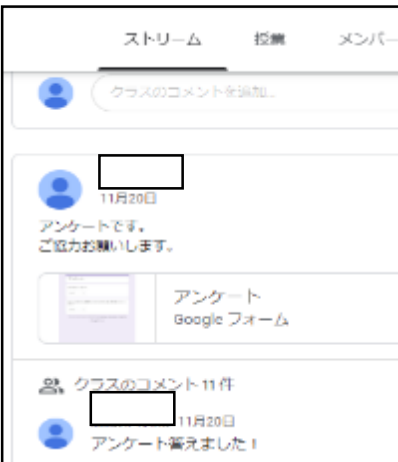 ストリーム 授業 メンバー
クラスのコメントを追加...
11月20日
アンケートです。
ご協力お願いします。
アンケート
Google フォーム
クラスのコメント 11 件
11月20日
アンケート答えました!